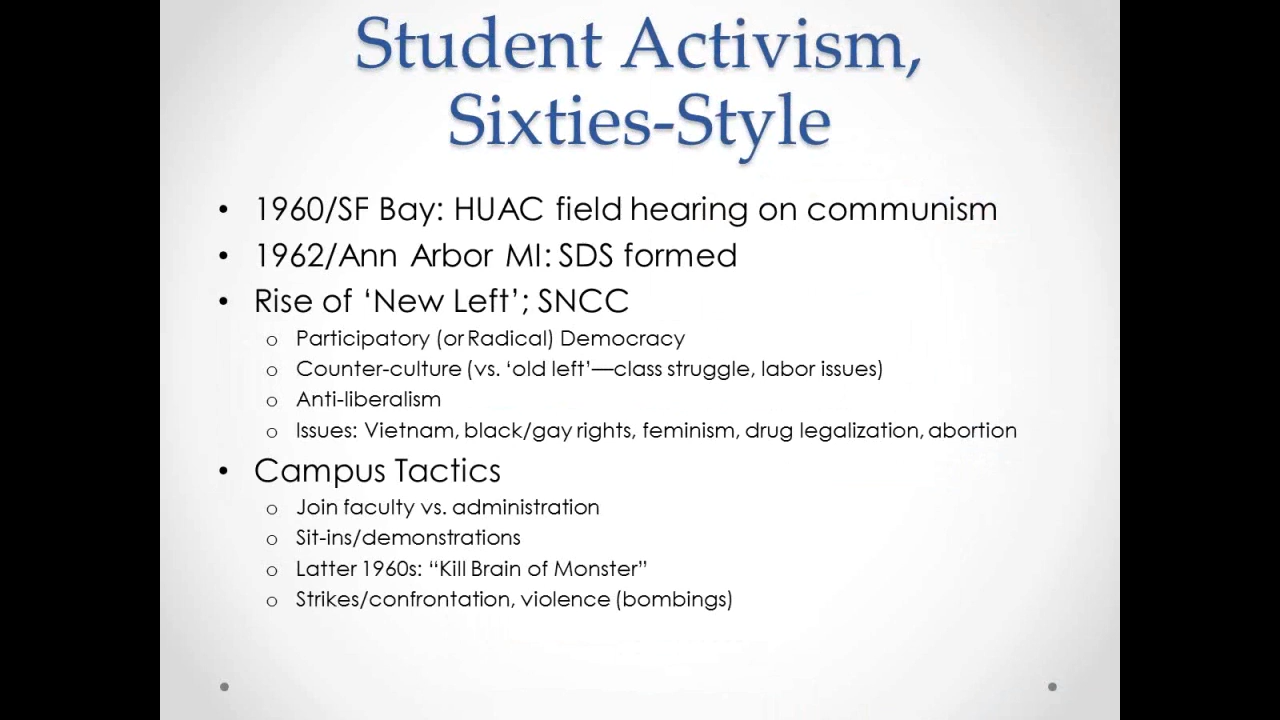 Student Activism,
Sixties-Style
• 1960/SF Bay: HUAC field hearing on communism
• 1962/Ann Arbor MI: SDS formed
• Rise of ‘New Left’; SNCC
o Participatory (or Radical) Democracy
o Counter-culture (vs. ‘old left’—class struggle, labor issues)
o Anti-liberalism
o Issues: Vietnam, black/gay rights, feminism, drug legalization, abortion
• Campus Tactics
o Join faculty vs. administration
o Sit-ins/demonstrations
o Latter 1960s: “Kill Brain of Monster”
o Strikes/confrontation, violence (bombings)